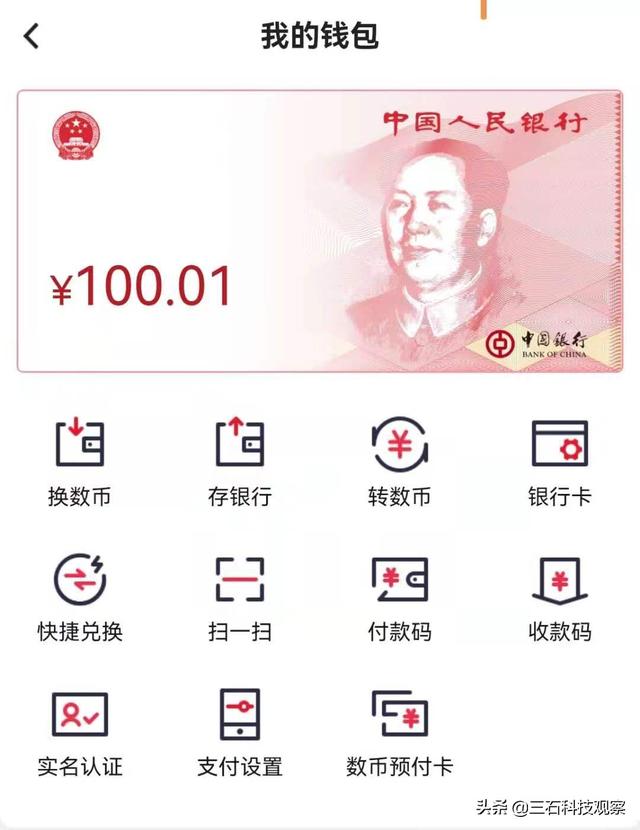 我的钱包
中国人民银行
¥100.01
中国银行
BANK OF CHINA
换数币
存银行
转数币
银行卡
快捷兑换
扫一扫
付款码
收款码
实名认证
支付设置
数币预付卡
头条 @三石科技观察